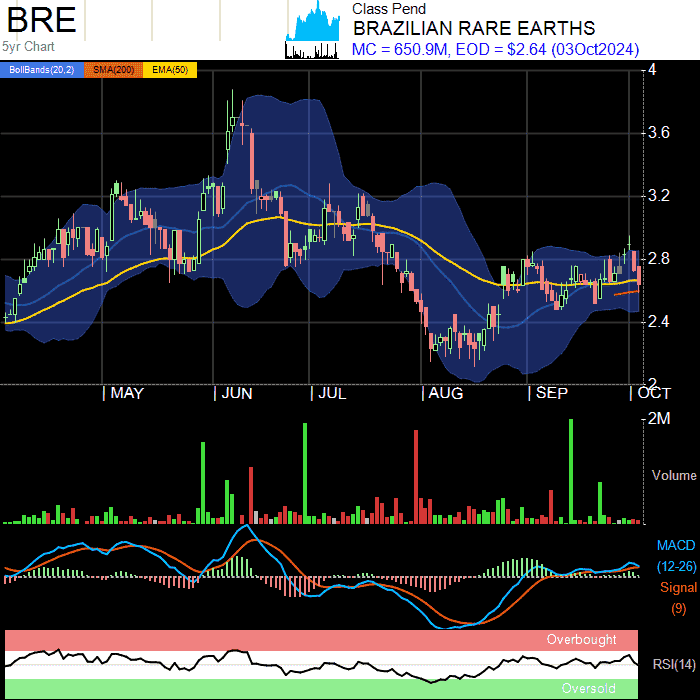 BRE
5yr Chart
Class Pend
BRAZILIAN RARE EARTHS
MC = 650.9M, EOD = $2.64 (03Oct2024)
BollBands(20,2) SMA(200) EMA(50)
4
3.6
3.2
2.8
2.4
2
MAY JUN JUL AUG SEP OCT
2M
Volume
MACD
(12-26)
Signal
(9)
Overbought
RSI(14)
Oversold